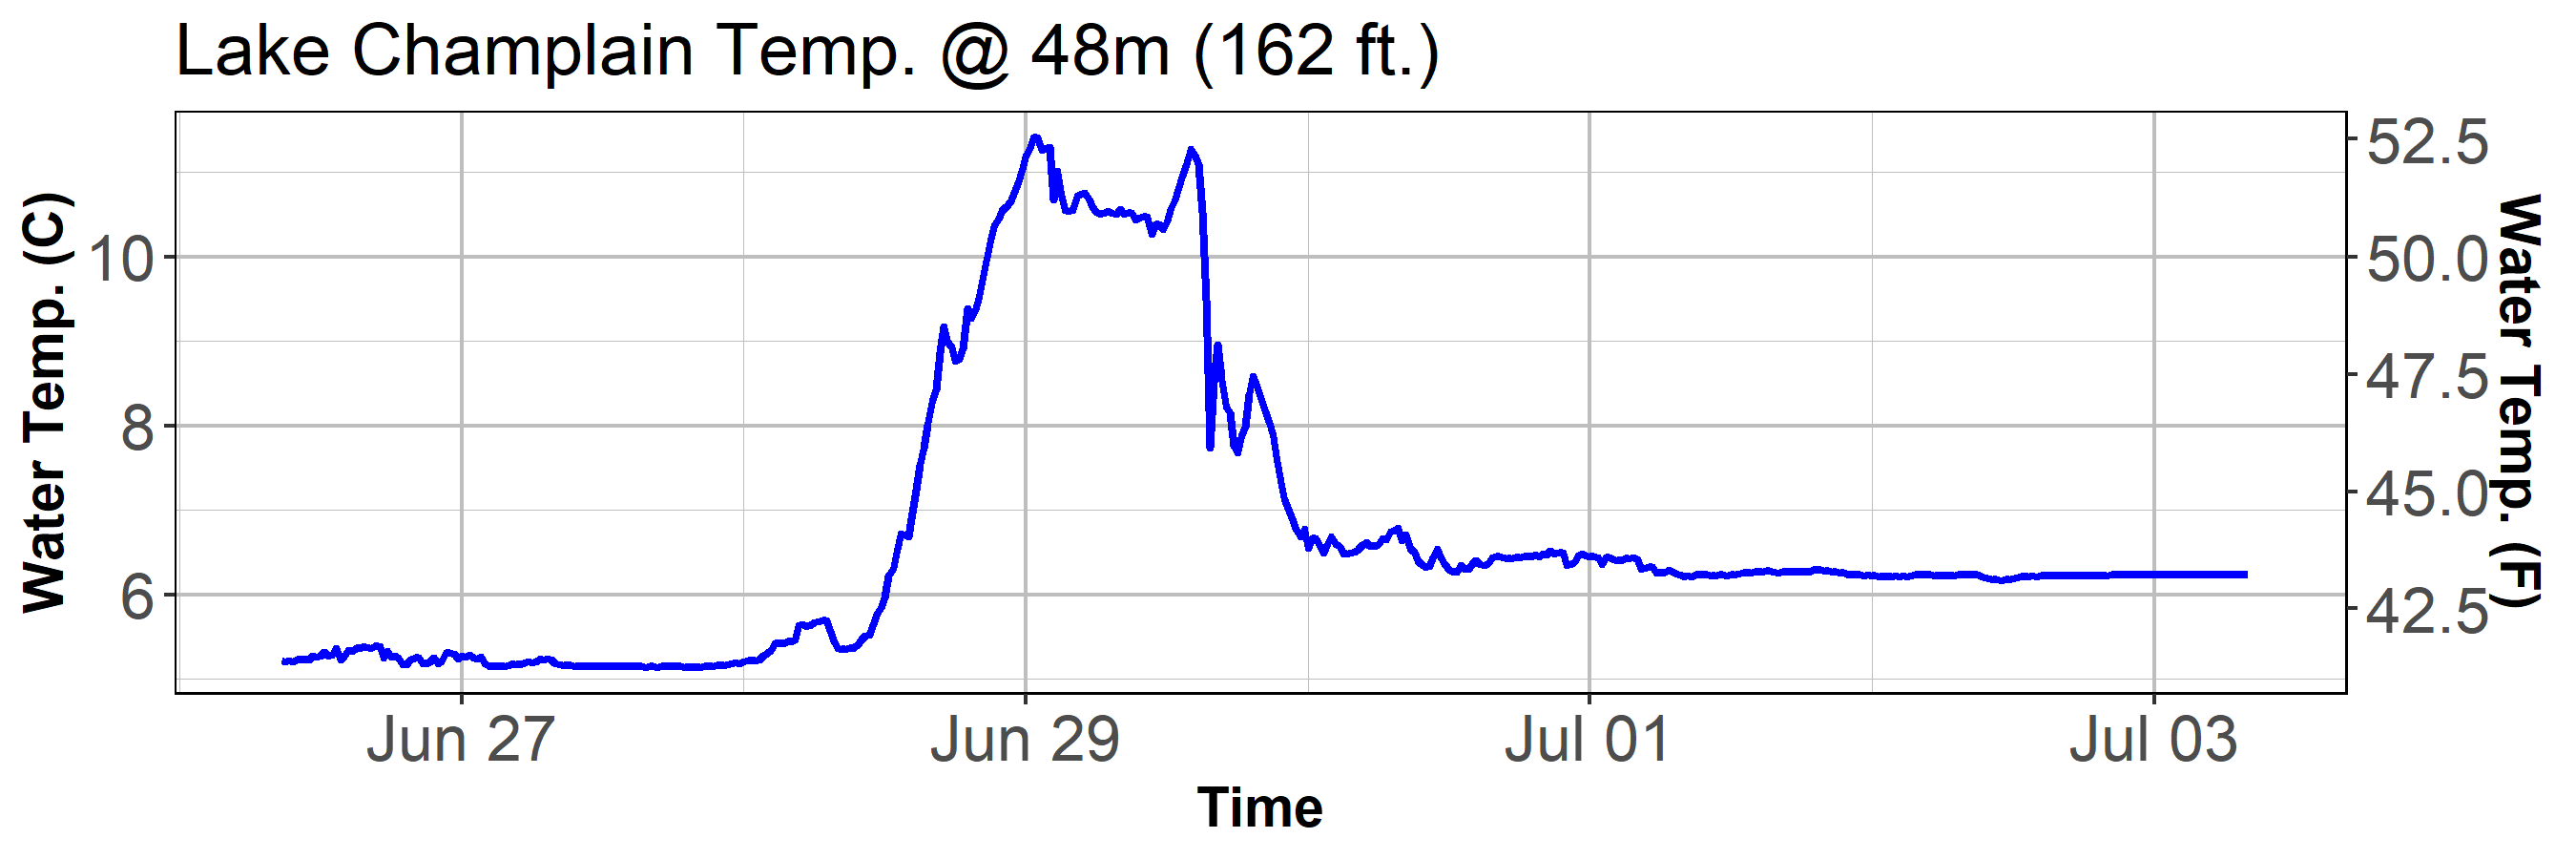 Lake Champlain Temp. @ 48m (162 ft.)
Water Temp. (C)
10
8
6
52.5
50.0
47.5
45.0
42.5
Water Temp. (F)
Jun 27 Jun 29 Jul 01 Jul 03
Time